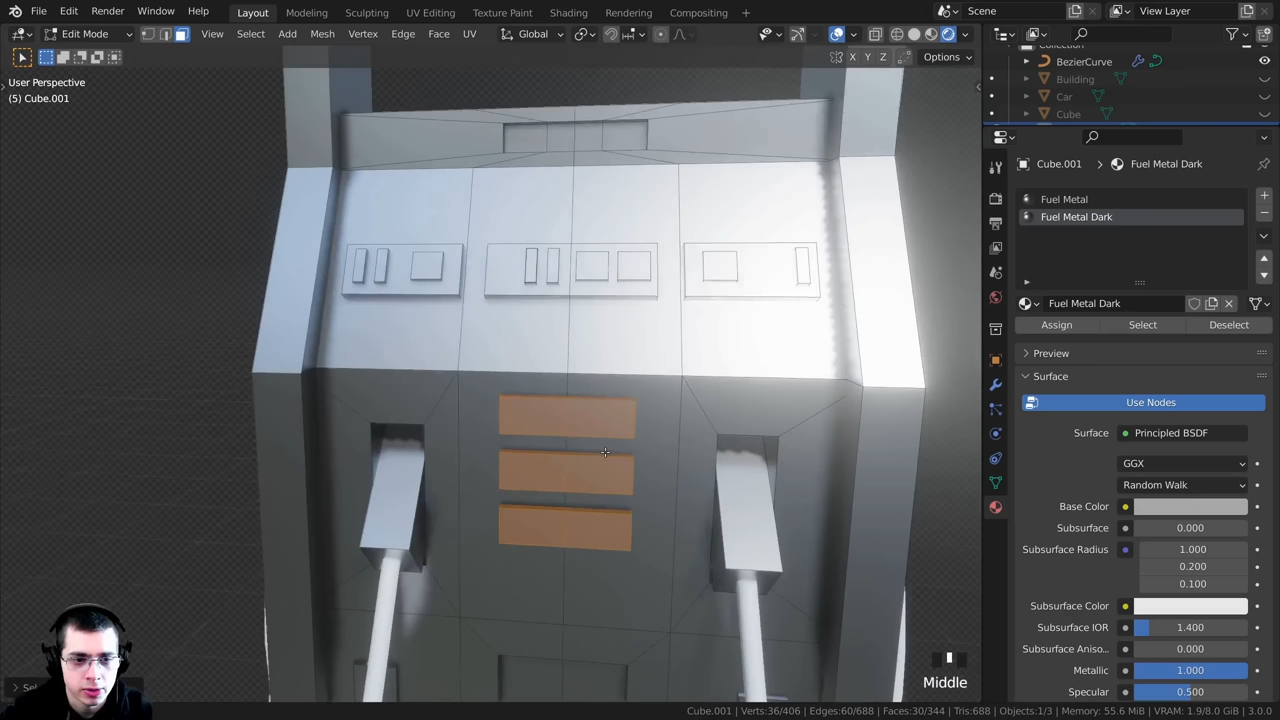 File Edit Render Window Help Layout Modeling Sculpting UV Editing Texture Paint Shading Rendering Compositing + Scene View Layer
Edit Mode View Select Add Mesh Vertex Edge Face UV Global
X Y Z Options
User Perspective
(5) Cube.001
BezierCurve
Building
Car
Cube
Cube.001 > Fuel Metal Dark
Fuel Metal
Fuel Metal Dark
Fuel Metal Dark
Assign Select Deselect
Preview
Surface
Use Nodes
Surface Principled BSDF
GGX
Random Walk
Base Color
Subsurface 0.000
Subsurface Radius 1.000
0.200
0.100
Subsurface Color
Subsurface IOR 1.400
Subsurface Aniso... 0.000
Metallic 1.000
Specular 0.500
Middle
Cube.001 | Verts:36/406 | Edges:60/688 | Faces:30/344 | Tris:688 | Objects:1/3 | Memory: 55.6 MiB | VRAM: 1.9/8.0 GiB | 3.0.0